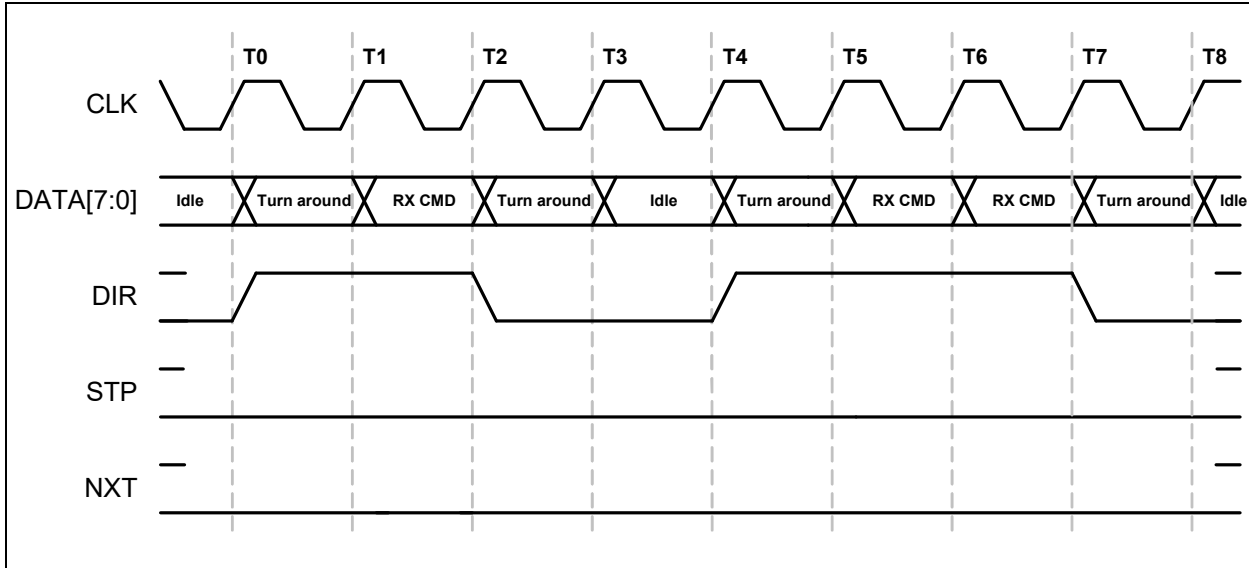 T0 T1 T2 T3 T4 T5 T6 T7 T8
CLK
DATA[7:0] Idle Turn around RX CMD Turn around Idle Turn around RX CMD RX CMD Turn around Idle
DIR
STP
NXT